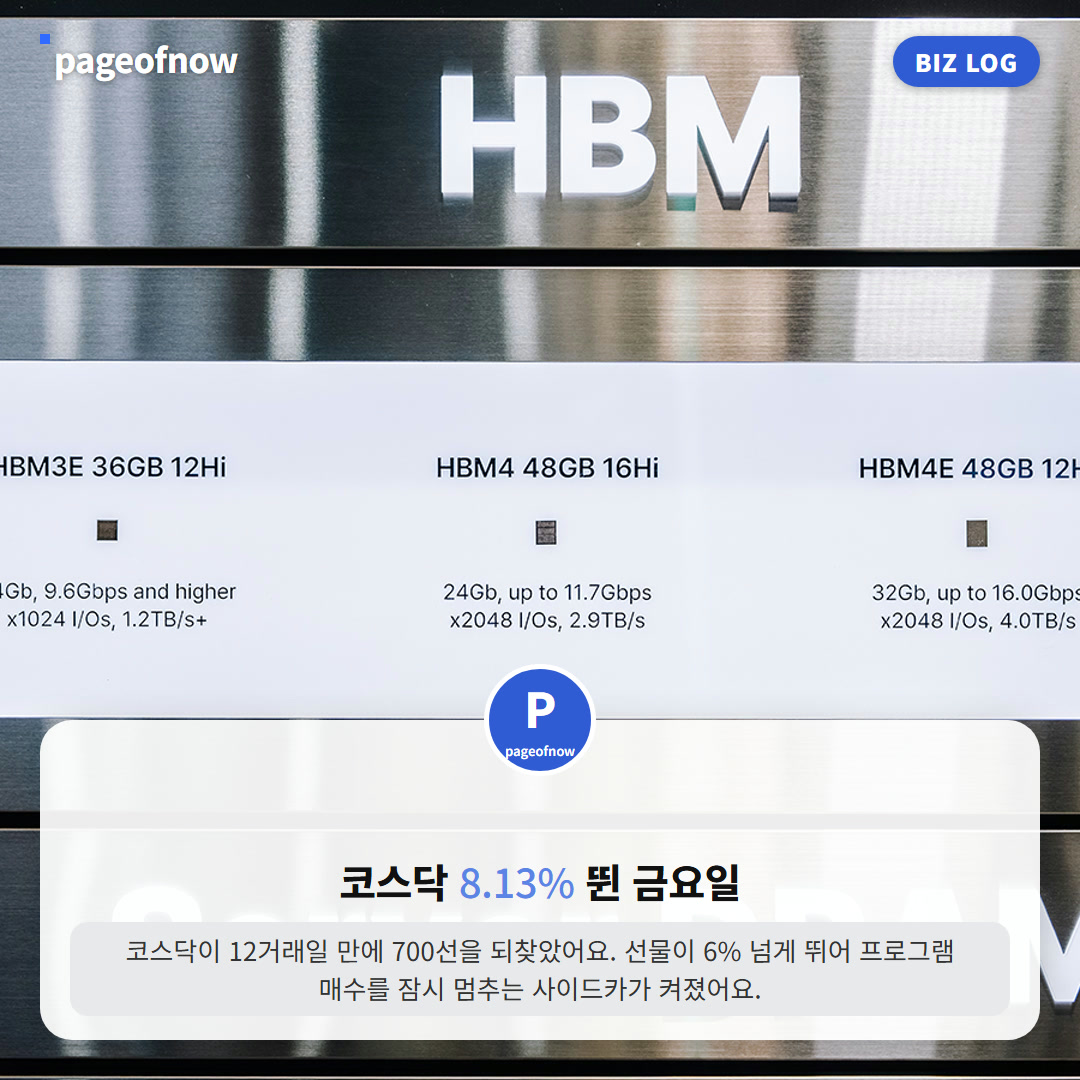 pageofnow
BIZ LOG
HBM
HBM3E 36GB 12Hi
HBM4 48GB 16Hi
HBM4E 48GB 12H
Gb, 9.6Gbps and higher
x1024 I/Os, 1.2TB/s+
24Gb, up to 11.7Gbps
x2048 I/Os, 2.9TB/s
32Gb, up to 16.0Gbps
x2048 I/Os, 4.0TB/s
P
pageofnow
코스닥 8.13% 뛴 금요일
코스닥이 12거래일 만에 700선을 되찾았어요. 선물이 6% 넘게 뛰어 프로그램
매수를 잠시 멈추는 사이드카가 켜졌어요.